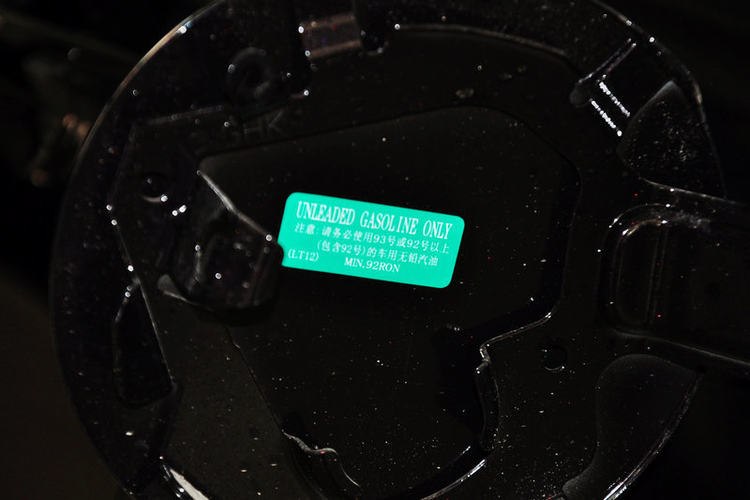 UNLEADED GASOLINE ONLY
注意:请务必使用93号或92号以上
(包含92号)的车用无铅汽油
(LT12) MIN.92RON